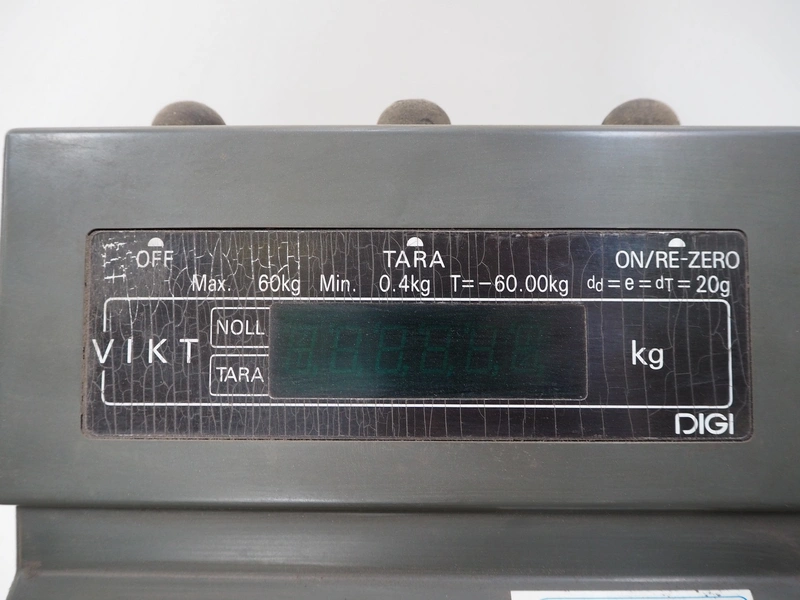 OFF TARA ON/RE-ZERO
Max. 60kg Min. 0.4kg T=−60.00kg dd=e=dT=20g
NOLL
VIKT kg
TARA
DIGI